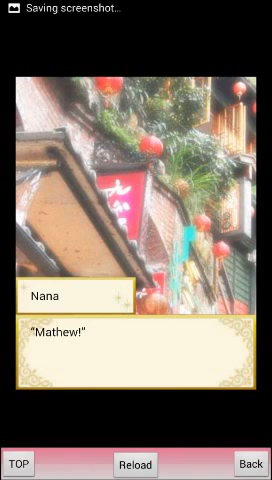 Saving screenshot...
Nana
“Mathew!”
TOP
Reload
Back